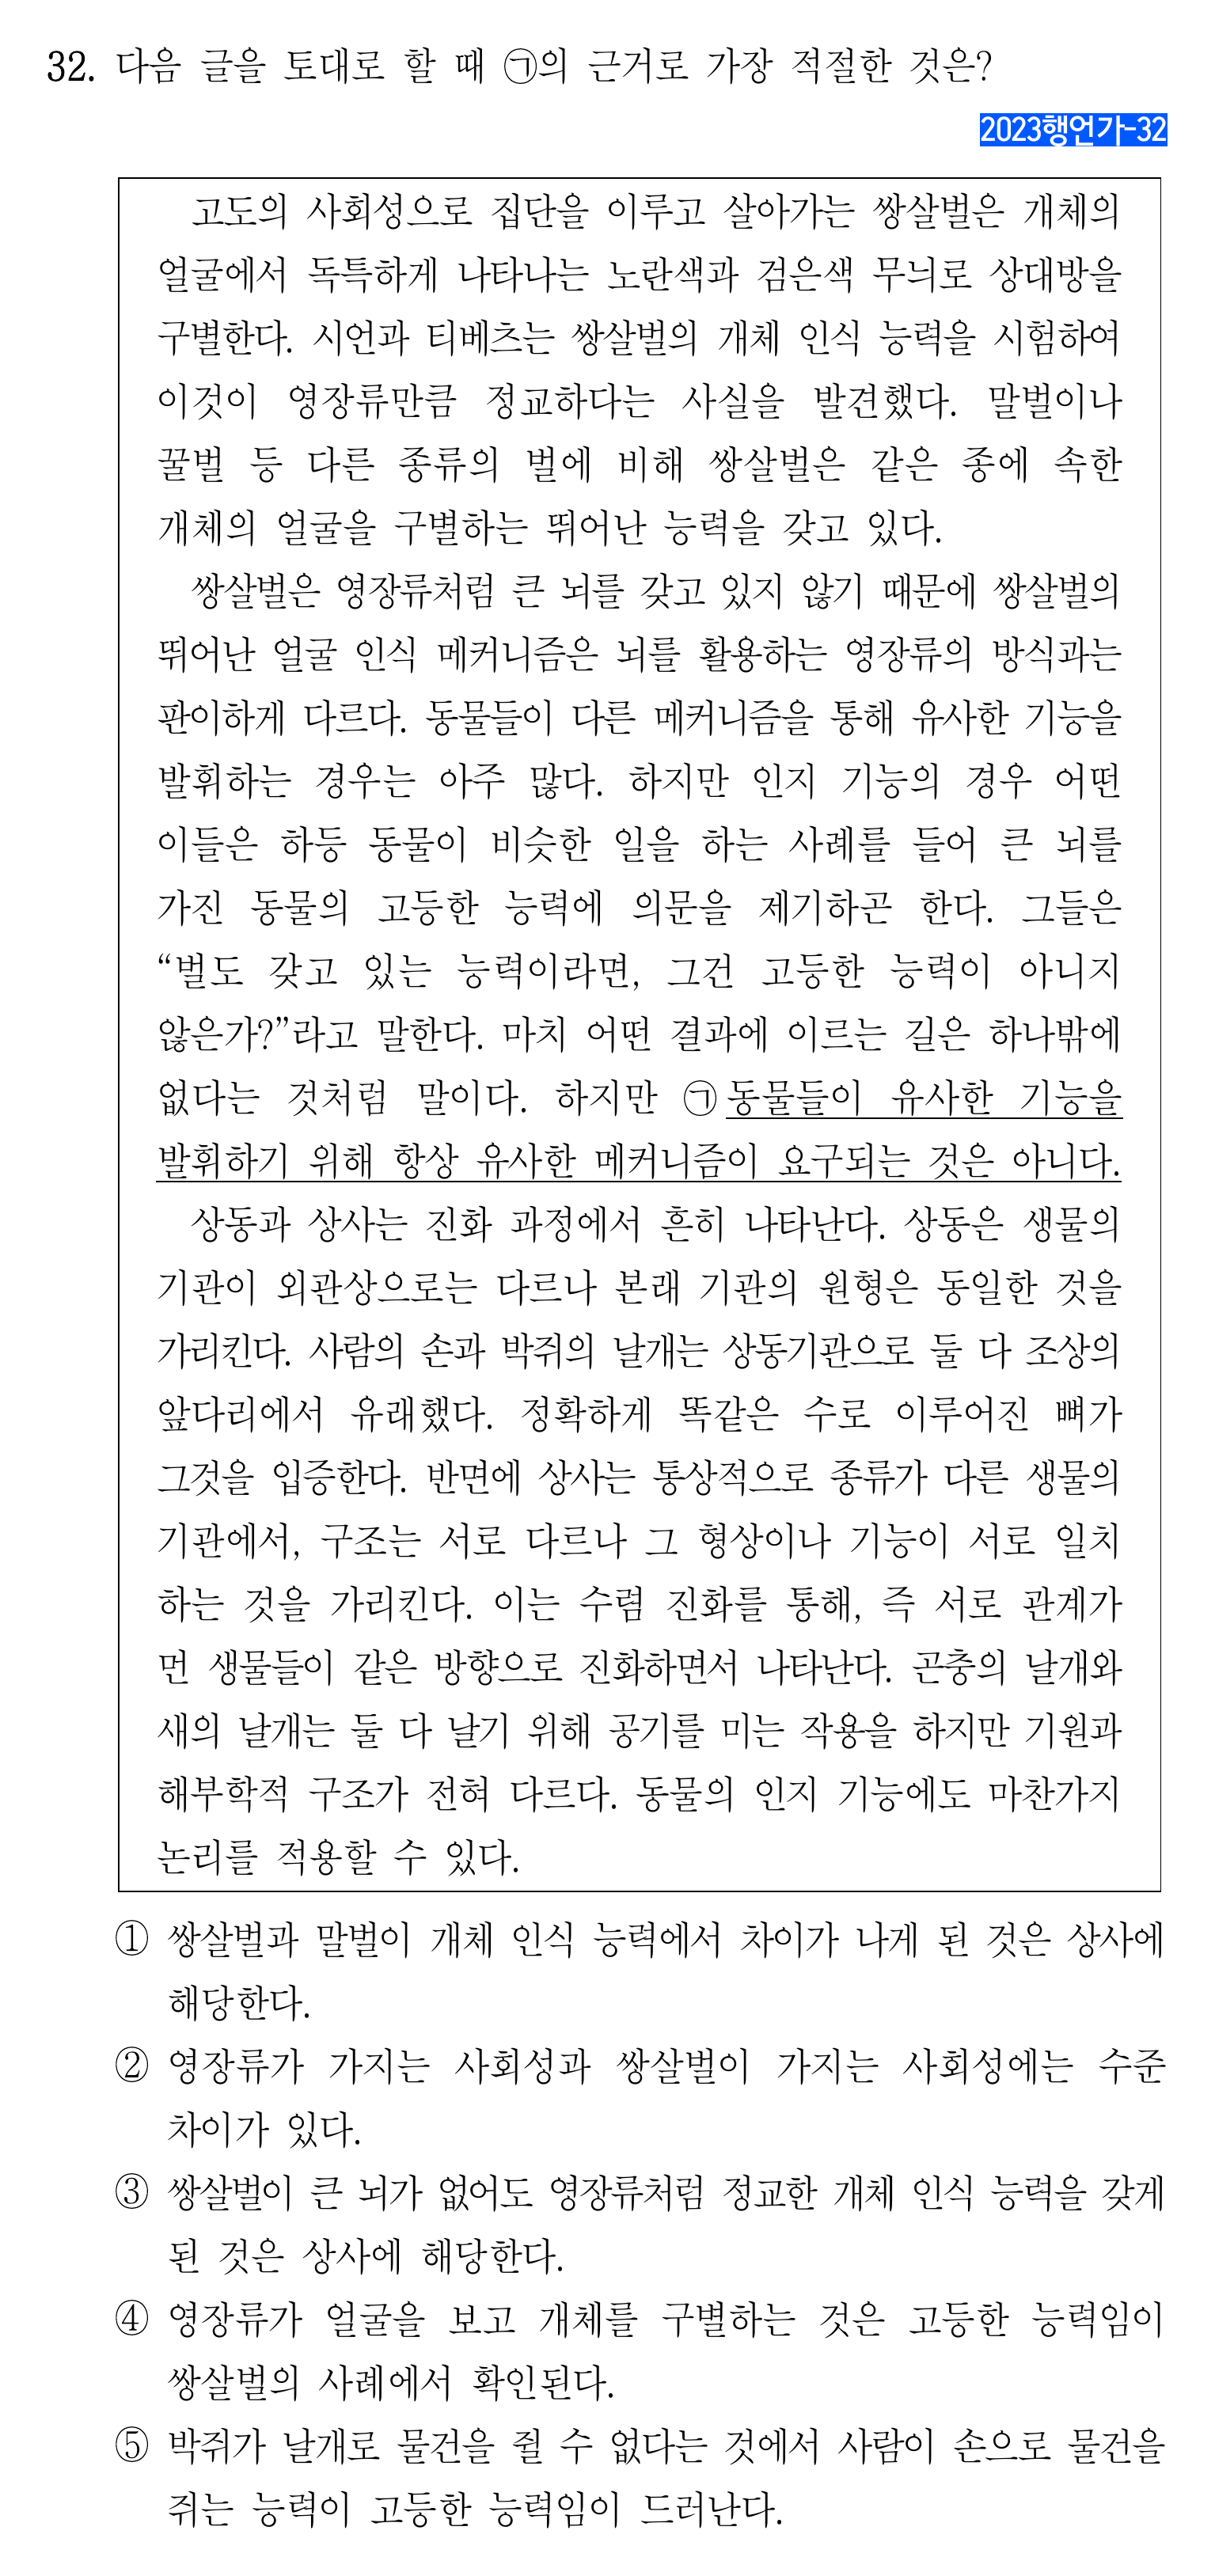 32. 다음 글을 토대로 할 때 ㉠의 근거로 가장 적절한 것은?
2023행언가-32
고도의 사회성으로 집단을 이루고 살아가는 쌍살벌은 개체의
얼굴에서 독특하게 나타나는 노란색과 검은색 무늬로 상대방을
구별한다. 시언과 티베츠는 쌍살벌의 개체 인식 능력을 시험하여
이것이 영장류만큼 정교하다는 사실을 발견했다. 말벌이나
꿀벌 등 다른 종류의 벌에 비해 쌍살벌은 같은 종에 속한
개체의 얼굴을 구별하는 뛰어난 능력을 갖고 있다.
쌍살벌은 영장류처럼 큰 뇌를 갖고 있지 않기 때문에 쌍살벌의
뛰어난 얼굴 인식 메커니즘은 뇌를 활용하는 영장류의 방식과는
판이하게 다르다. 동물들이 다른 메커니즘을 통해 유사한 기능을
발휘하는 경우는 아주 많다. 하지만 인지 기능의 경우 어떤
이들은 하등 동물이 비슷한 일을 하는 사례를 들어 큰 뇌를
가진 동물의 고등한 능력에 의문을 제기하곤 한다. 그들은
“벌도 갖고 있는 능력이라면, 그건 고등한 능력이 아니지
않은가?”라고 말한다. 마치 어떤 결과에 이르는 길은 하나밖에
없다는 것처럼 말이다. 하지만 ㉠동물들이 유사한 기능을
발휘하기 위해 항상 유사한 메커니즘이 요구되는 것은 아니다.
상동과 상사는 진화 과정에서 흔히 나타난다. 상동은 생물의
기관이 외관상으로는 다르나 본래 기관의 원형은 동일한 것을
가리킨다. 사람의 손과 박쥐의 날개는 상동기관으로 둘 다 조상의
앞다리에서 유래했다. 정확하게 똑같은 수로 이루어진 뼈가
그것을 입증한다. 반면에 상사는 통상적으로 종류가 다른 생물의
기관에서, 구조는 서로 다르나 그 형상이나 기능이 서로 일치
하는 것을 가리킨다. 이는 수렴 진화를 통해, 즉 서로 관계가
먼 생물들이 같은 방향으로 진화하면서 나타난다. 곤충의 날개와
새의 날개는 둘 다 날기 위해 공기를 미는 작용을 하지만 기원과
해부학적 구조가 전혀 다르다. 동물의 인지 기능에도 마찬가지
논리를 적용할 수 있다.
① 쌍살벌과 말벌이 개체 인식 능력에서 차이가 나게 된 것은 상사에
해당한다.
② 영장류가 가지는 사회성과 쌍살벌이 가지는 사회성에는 수준
차이가 있다.
③ 쌍살벌이 큰 뇌가 없어도 영장류처럼 정교한 개체 인식 능력을 갖게
된 것은 상사에 해당한다.
④ 영장류가 얼굴을 보고 개체를 구별하는 것은 고등한 능력임이
쌍살벌의 사례에서 확인된다.
⑤ 박쥐가 날개로 물건을 쥘 수 없다는 것에서 사람이 손으로 물건을
쥐는 능력이 고등한 능력임이 드러난다.